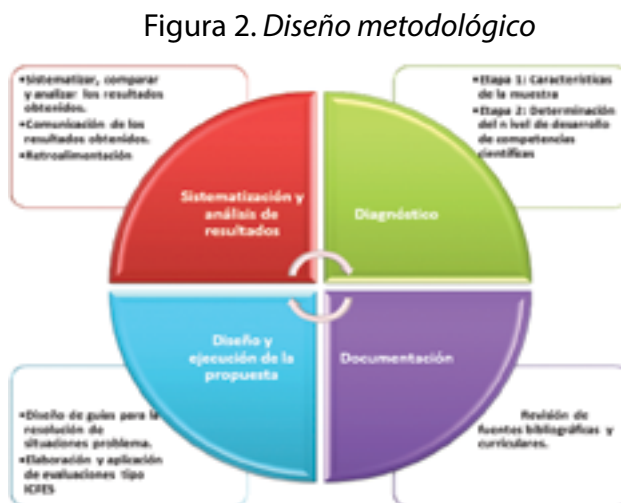 Figura 2. Diseño metodológico
•Sistematizar, comparar
y analizar los resultados
obtenidos.
•Comunicación de los
resultados obtenidos.
•Retroalimentación
•Etapa 1: Características
de la muestra
•Etapa 2: Determinación
del n ivel de desarrollo
de competencias
científicas
Sistematización y
análisis de
resultados
Diagnóstico
Diseño y
ejecución de la
propuesta
Documentación
•Diseño de guías para la
resolución de
situaciones problema.
•Elaboración y aplicación
de evaluaciones tipo
ICFES
Revisión de
fuentes bibliográficas y
curriculares.